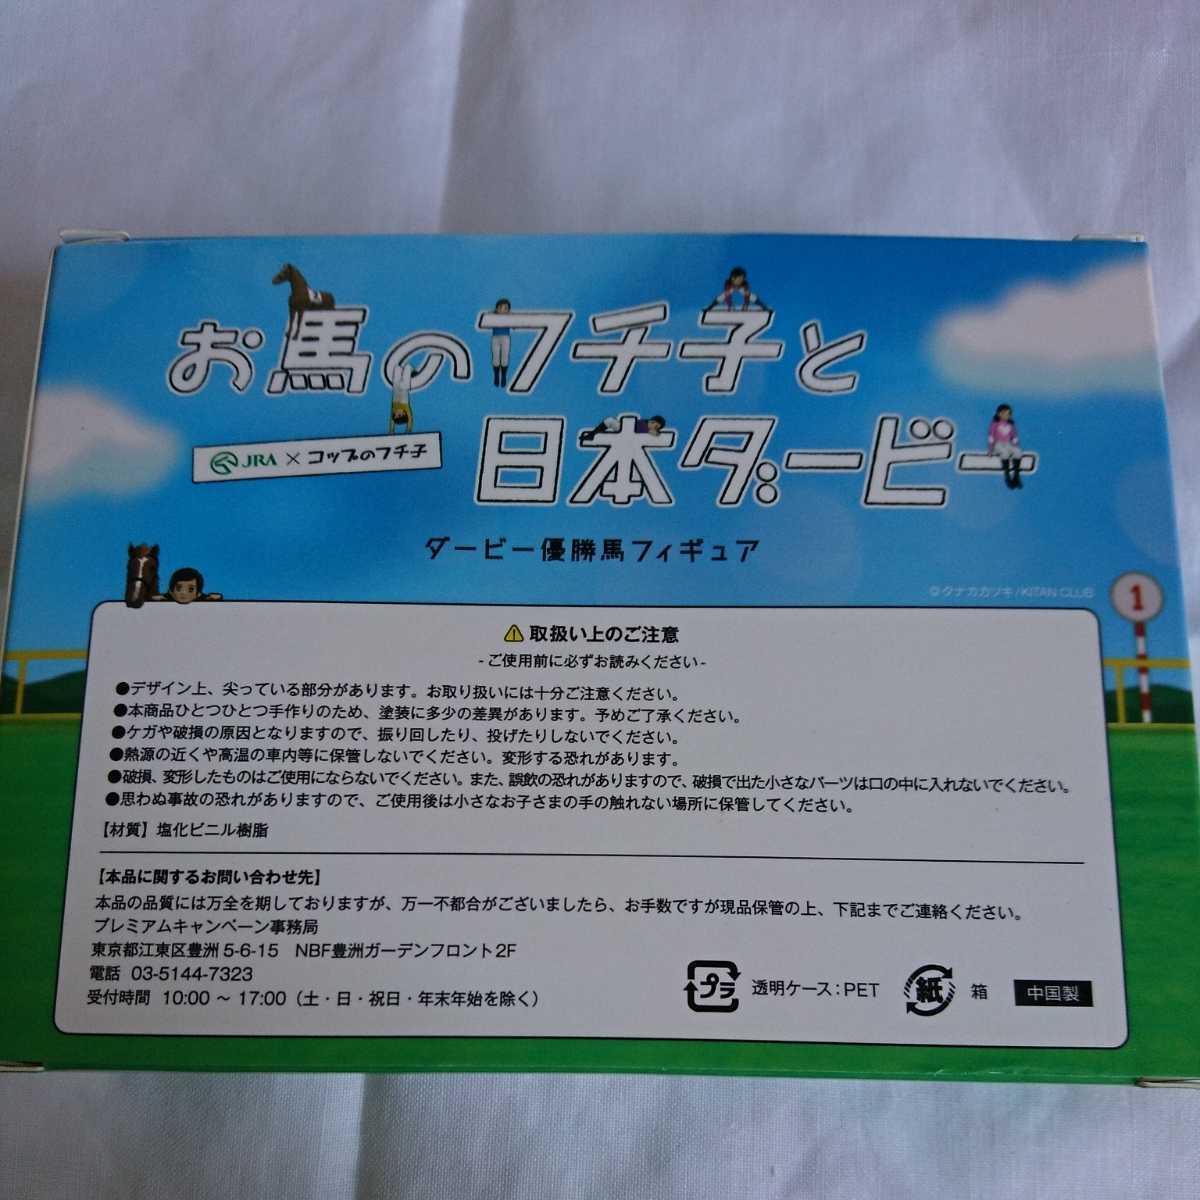 お馬のフチ子と
日本ダービー
JRA×コップのフチ子
ダービー優勝馬フィギュア
©タナカカツキ/KITAN CLUB
1
取扱い上のご注意
-ご使用前に必ずお読みください-
●デザイン上、尖っている部分があります。お取り扱いには十分ご注意ください。
●本商品ひとつひとつ手作りのため、塗装に多少の差異があります。予めご了承ください。
●ケガや破損の原因となりますので、振り回したり、投げたりしないでください。
●熱源の近くや高温の車内等に保管しないでください。変形する恐れがあります。
●破損、変形したものはご使用にならないでください。また、誤飲の恐れがありますので、破損で出た小さなパーツは口の中に入れないでください。
●思わぬ事故の恐れがありますので、ご使用後は小さなお子さまの手の触れない場所に保管してください。
【材質】塩化ビニル樹脂
【本品に関するお問い合わせ先】
本品の品質には万全を期しておりますが、万一不都合がございましたら、お手数ですが現品保管の上、下記までご連絡ください。
プレミアムキャンペーン事務局
東京都江東区豊洲5-6-15 NBF豊洲ガーデンフロント2F
電話 03-5144-7323
受付時間 10:00～17:00（土・日・祝日・年末年始を除く）
プラ 透明ケース：PET 紙 箱 中国製